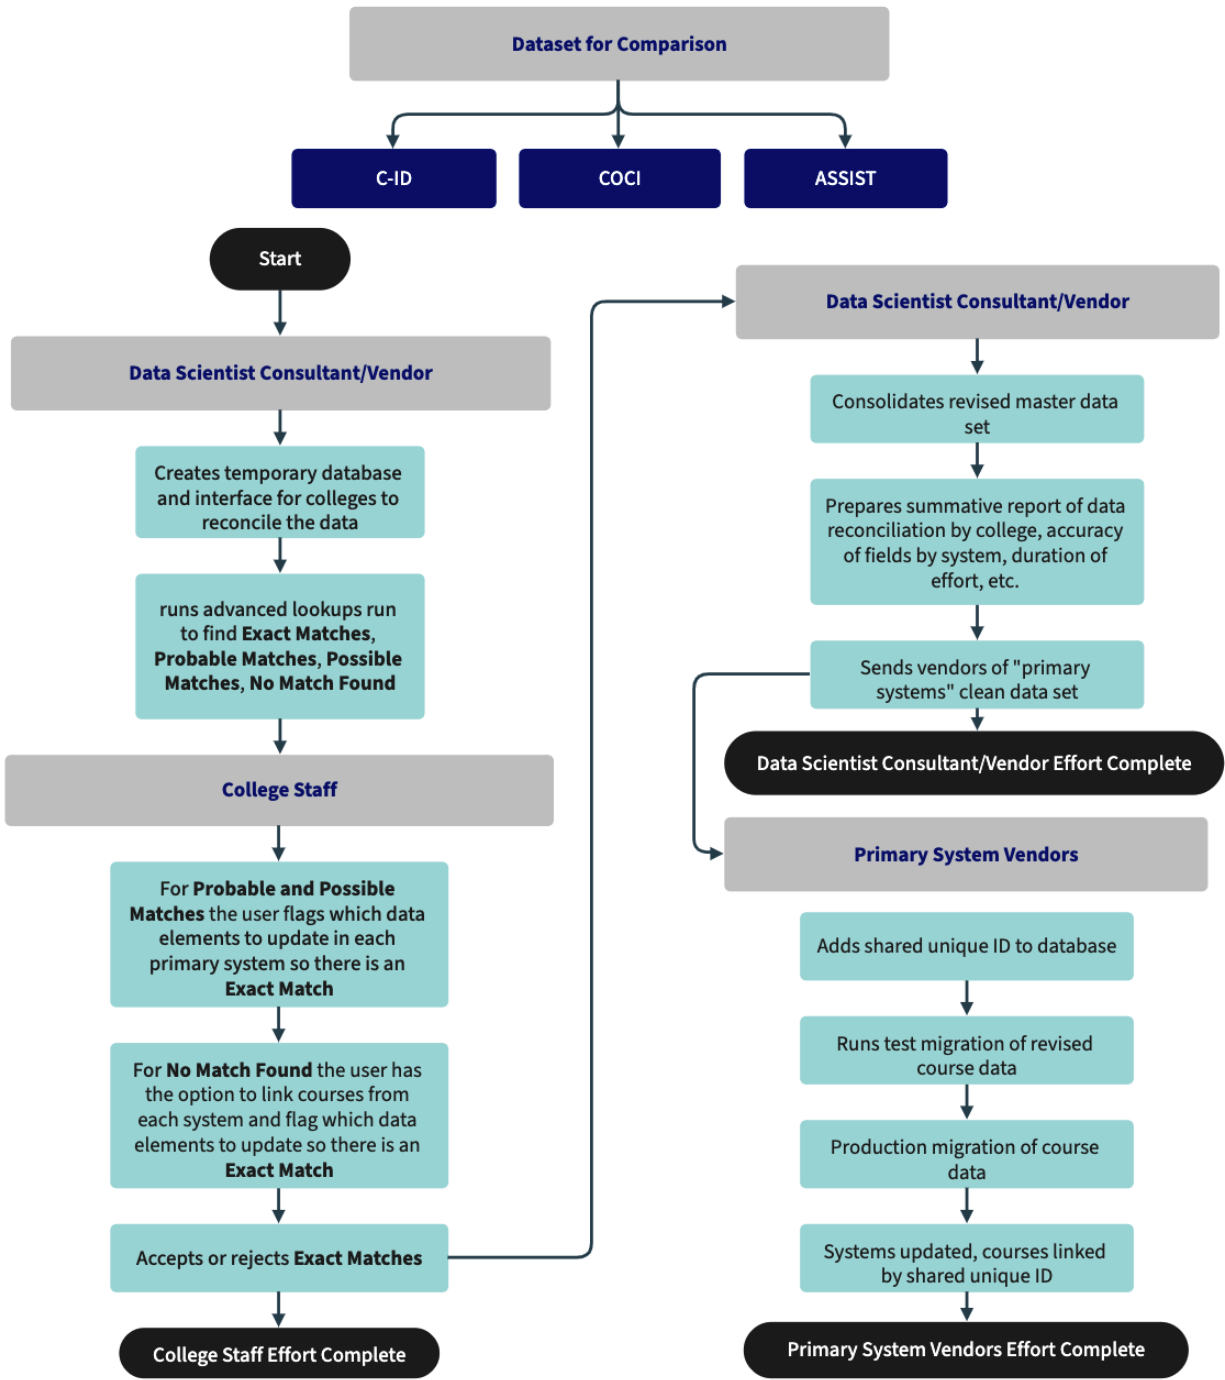 Dataset for Comparison
C-ID
COCI
ASSIST
Start
Data Scientist Consultant/Vendor
Creates temporary database
and interface for colleges to
reconcile the data
runs advanced lookups run
to find Exact Matches,
Probable Matches, Possible
Matches, No Match Found
College Staff
For Probable and Possible
Matches the user flags which data
elements to update in each
primary system so there is an
Exact Match
For No Match Found the user has
the option to link courses from
each system and flag which data
elements to update so there is an
Exact Match
Accepts or rejects Exact Matches
College Staff Effort Complete
Data Scientist Consultant/Vendor
Consolidates revised master data
set
Prepares summative report of data
reconciliation by college, accuracy
of fields by system, duration of
effort, etc.
Sends vendors of "primary
systems" clean data set
Data Scientist Consultant/Vendor Effort Complete
Primary System Vendors
Adds shared unique ID to database
Runs test migration of revised
course data
Production migration of course
data
Systems updated, courses linked
by shared unique ID
Primary System Vendors Effort Complete